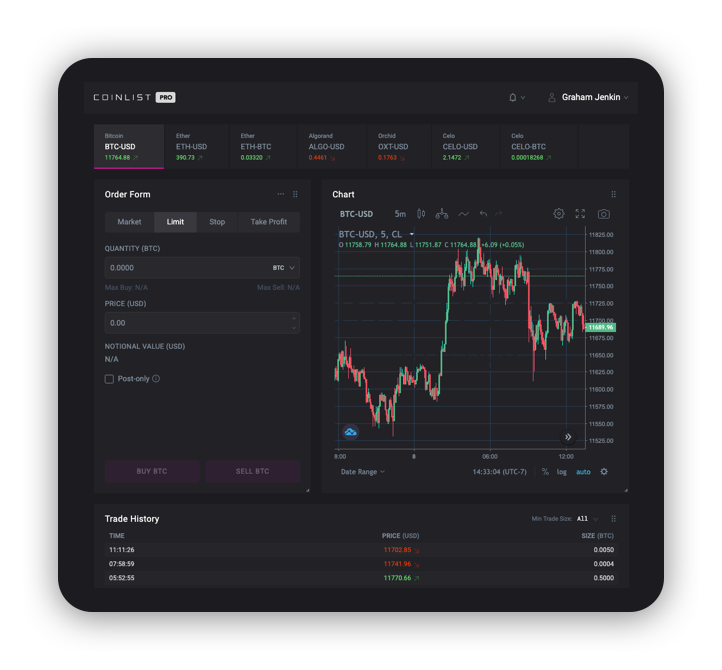 COINLIST PRO
Graham Jenkin
Bitcoin Ether Ether Algorand Orchid Celo Celo
BTC-USD ETH-USD ETH-BTC ALGO-USD OXT-USD CELO-USD CELO-BTC
11764.88 390.73 0.03320 0.4461 0.1763 2.1472 0.00018268
Order Form
Market Limit Stop Take Profit
QUANTITY (BTC)
0.0000 BTC
Max Buy: N/A Max Sell: N/A
PRICE (USD)
0.00
NOTIONAL VALUE (USD)
N/A
Post-only
BUY BTC SELL BTC
Chart
BTC-USD 5m
BTC-USD, 5, CL
O 11758.79 H 11764.88 L 11751.87 C 11764.88 +6.09 (+0.05%)
11825.00
11800.00
11775.00
11750.00
11725.00
11700.00
11689.96
11675.00
11650.00
11625.00
11600.00
11575.00
11550.00
11525.00
8:00 8 06:00 12:00
Date Range 14:33:04 (UTC-7) % log auto
Trade History
Min Trade Size: All
TIME PRICE (USD) SIZE (BTC)
11:11:26 11702.85 0.0050
07:58:59 11741.96 0.0004
05:52:55 11770.66 0.5000